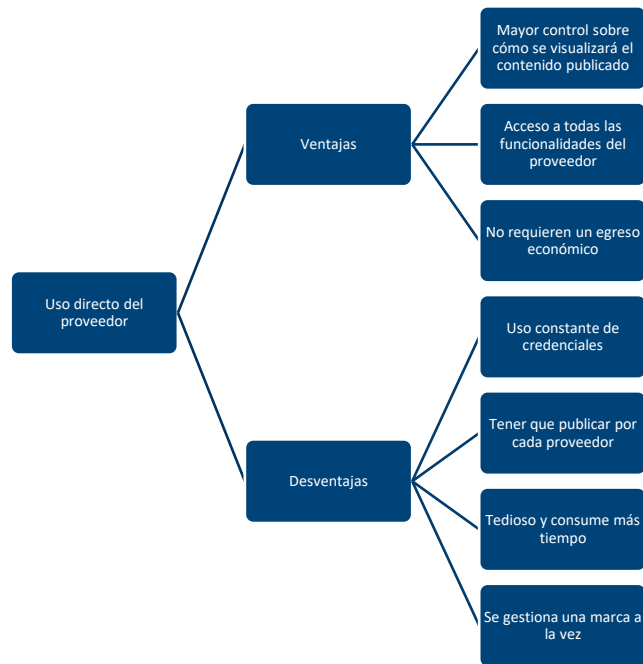 Uso directo del
proveedor
Ventajas
Mayor control sobre
cómo se visualizará el
contenido publicado
Acceso a todas las
funcionalidades del
proveedor
No requieren un egreso
económico
Desventajas
Uso constante de
credenciales
Tener que publicar por
cada proveedor
Tedioso y consume más
tiempo
Se gestiona una marca a
la vez